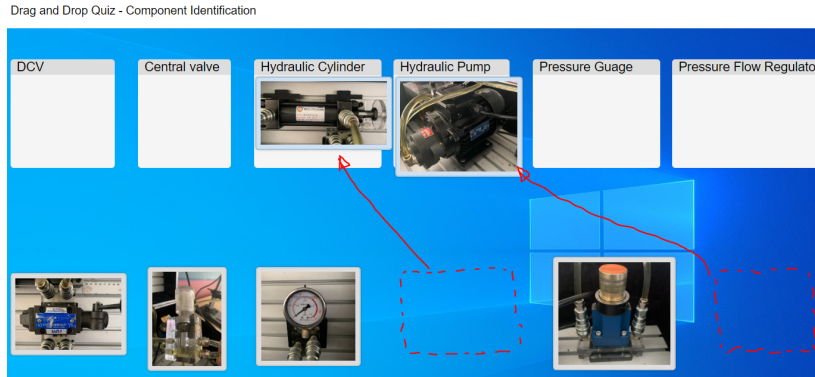 Drag and Drop Quiz - Component Identification
DCV
Central valve
Hydraulic Cylinder
Hydraulic Pump
Pressure Guage
Pressure Flow Regulato